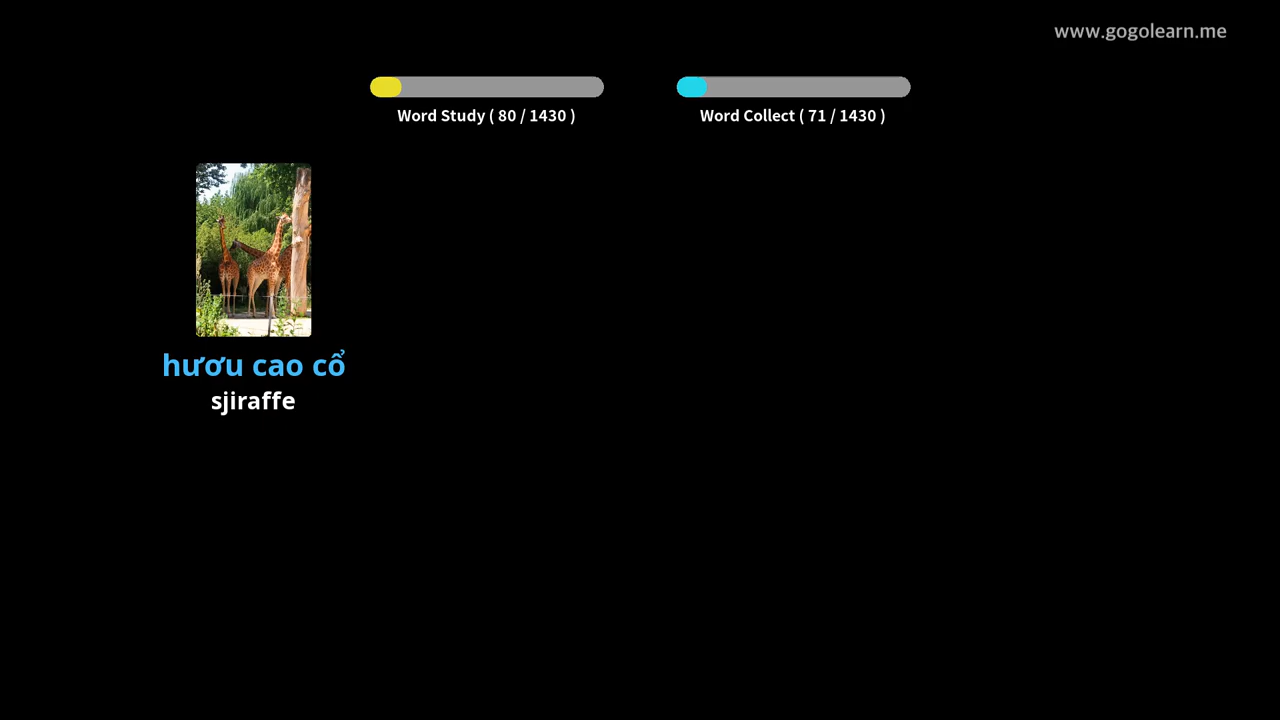 www.gogolearn.me
Word Study ( 80 / 1430 )
Word Collect ( 71 / 1430 )
hươu cao cổ
sjiraffe